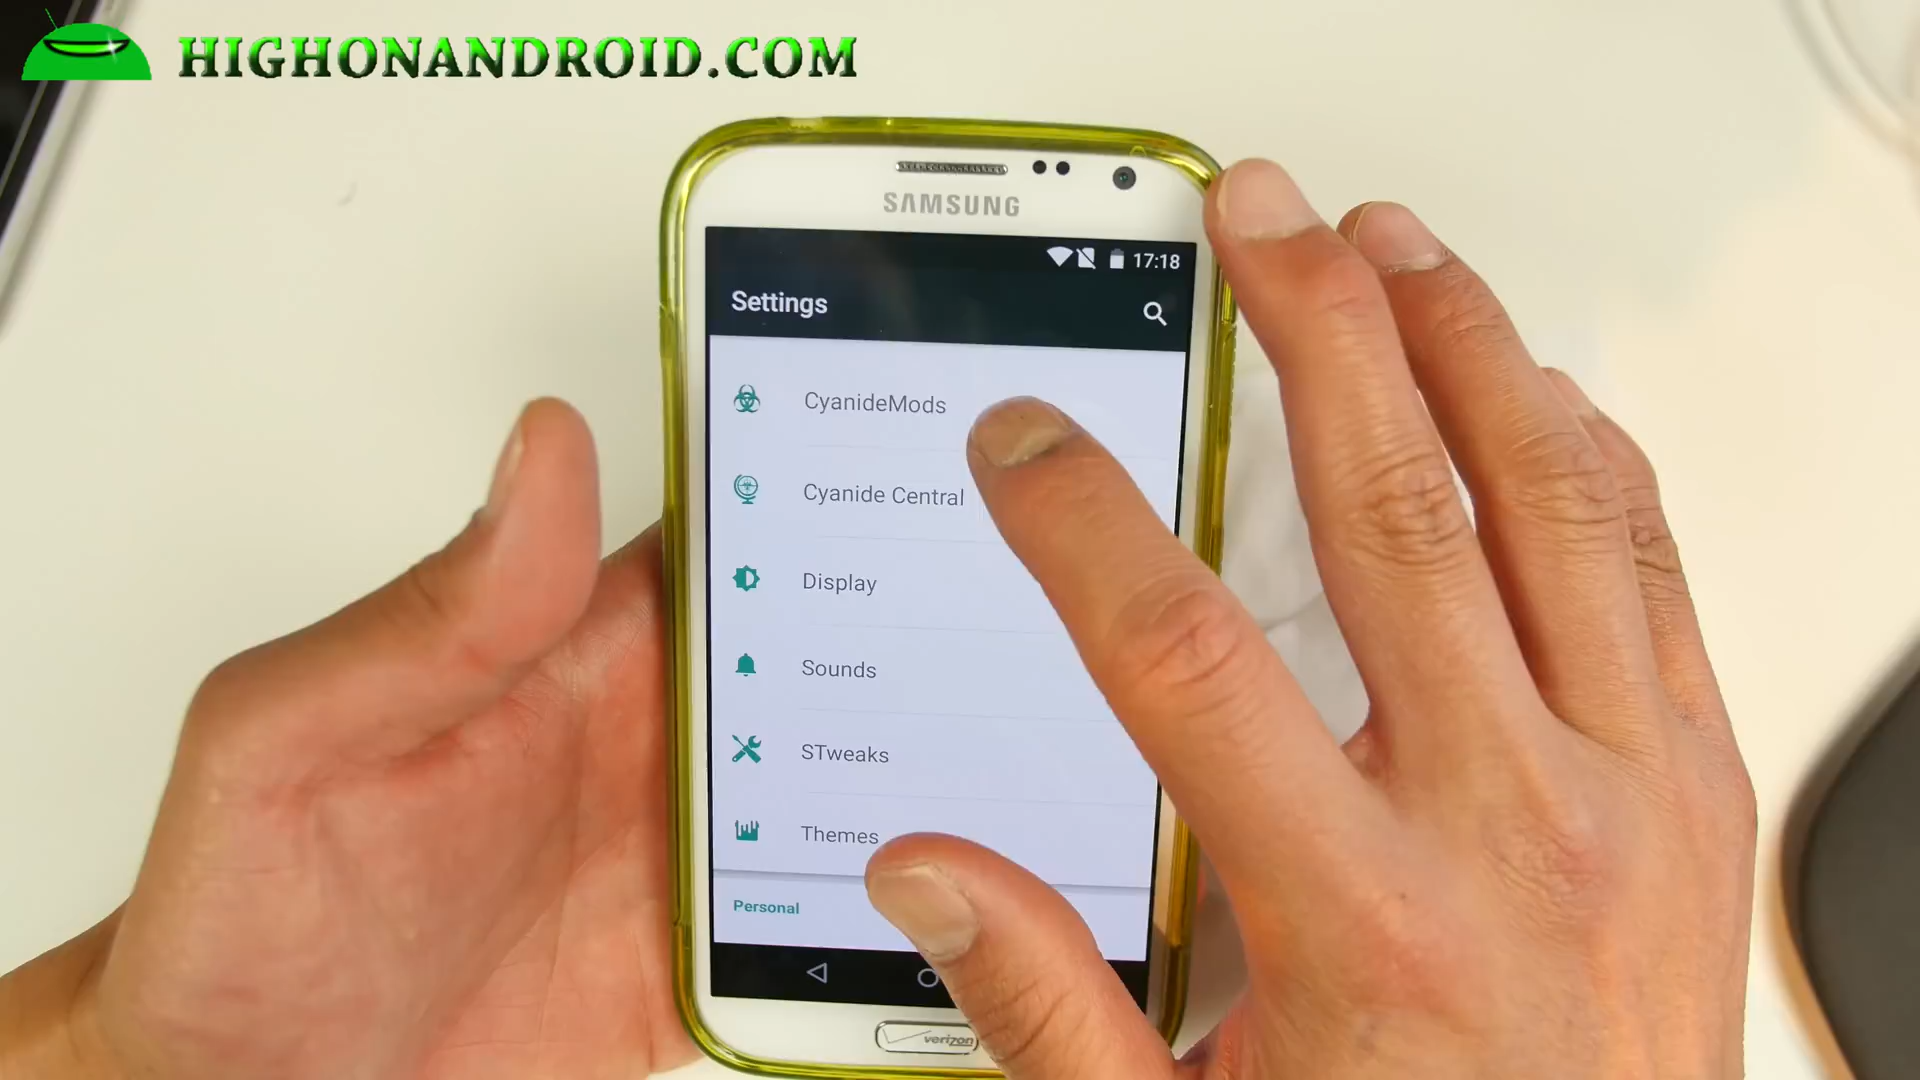 HIGHONANDROID.COM
SAMSUNG
17:18
Settings
CyanideMods
Cyanide Central
Display
Sounds
STweaks
Themes
Personal
verizon